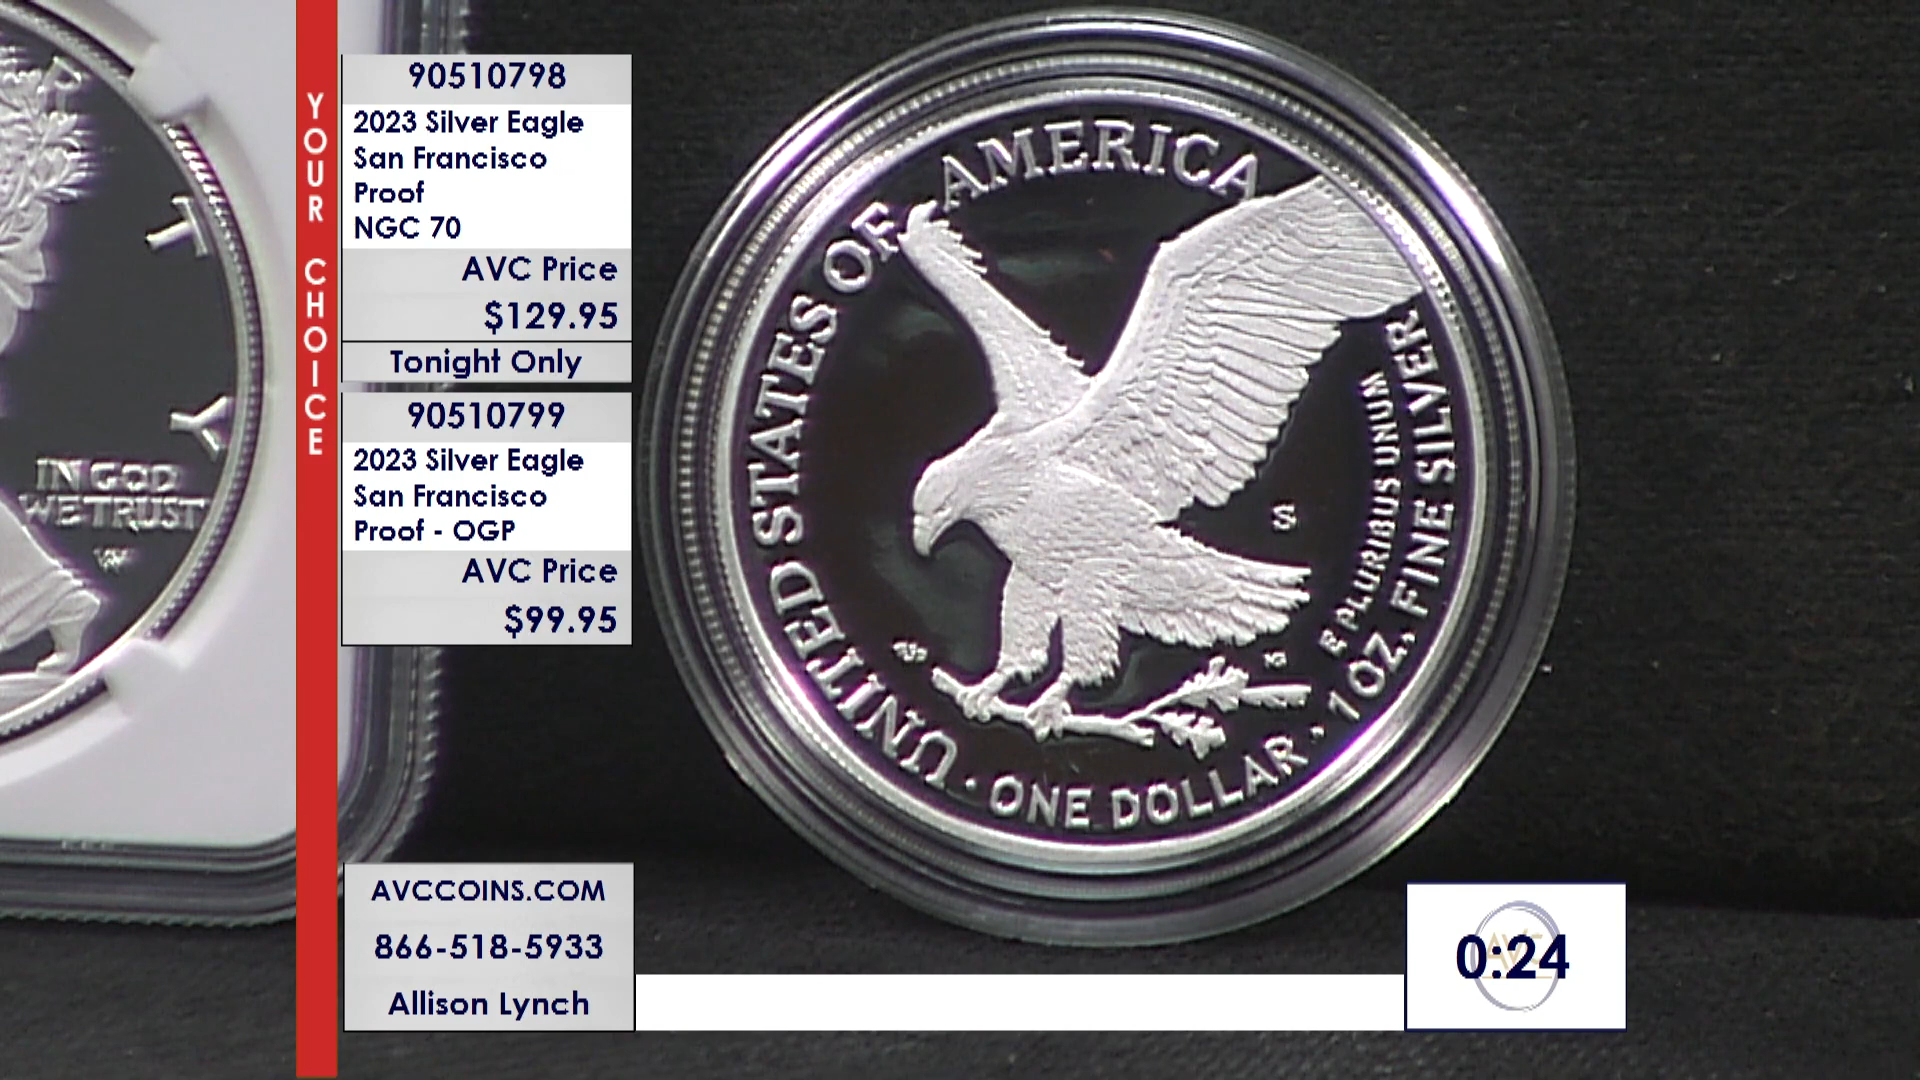 YOUR CHOICE
90510798
2023 Silver Eagle
San Francisco
Proof
NGC 70
AVC Price
$129.95
Tonight Only
90510799
2023 Silver Eagle
San Francisco
Proof - OGP
AVC Price
$99.95
AVCCOINS.COM
866-518-5933
Allison Lynch
0:24
T
Y
IN GOD
WE TRUST
UNITED STATES OF AMERICA
S
E PLURIBUS UNUM
1 OZ. FINE SILVER
· ONE DOLLAR ·